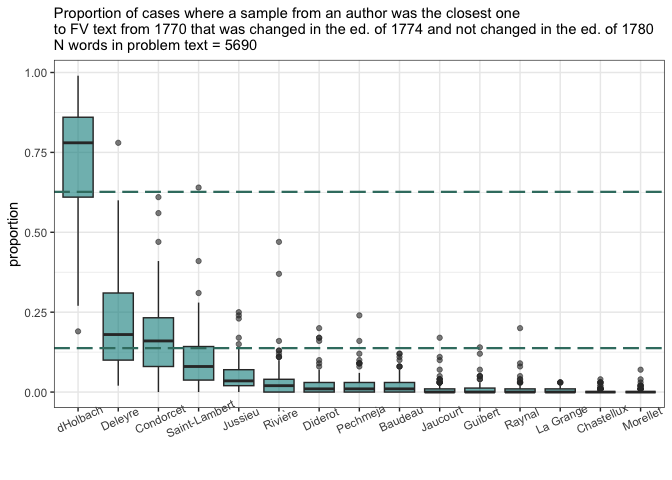 Proportion of cases where a sample from an author was the closest one
to FV text from 1770 that was changed in the ed. of 1774 and not changed in the ed. of 1780
N words in problem text = 5690
1.00
0.75
0.50
0.25
0.00
proportion
dHolbach
Deleyre
Condorcet
Saint-Lambert
Jussieu
Rivière
Diderot
Pechmeja
Baudeau
Jaucourt
Guibert
Raynal
La Grange
Chastellux
Morellet